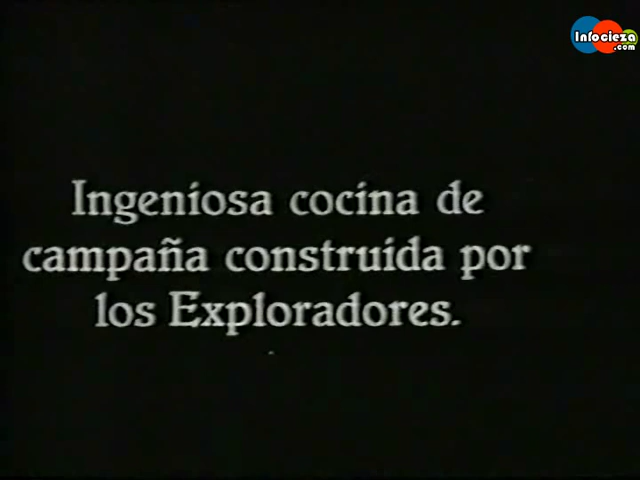 Infocieza
.com
Ingeniosa cocina de
campaña construida por
los Exploradores.